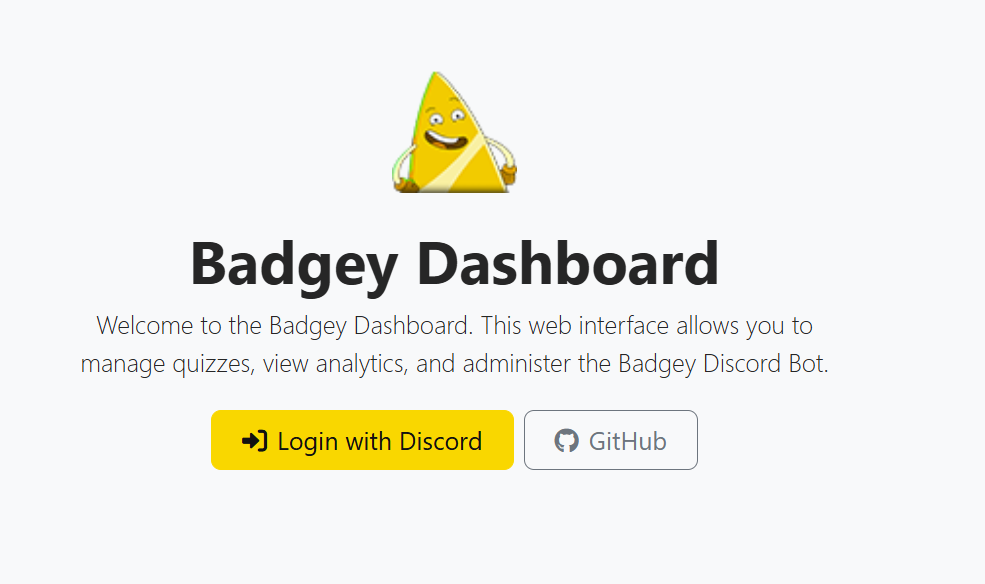 Badgey Dashboard
Welcome to the Badgey Dashboard. This web interface allows you to
manage quizzes, view analytics, and administer the Badgey Discord Bot.
Login with Discord
GitHub